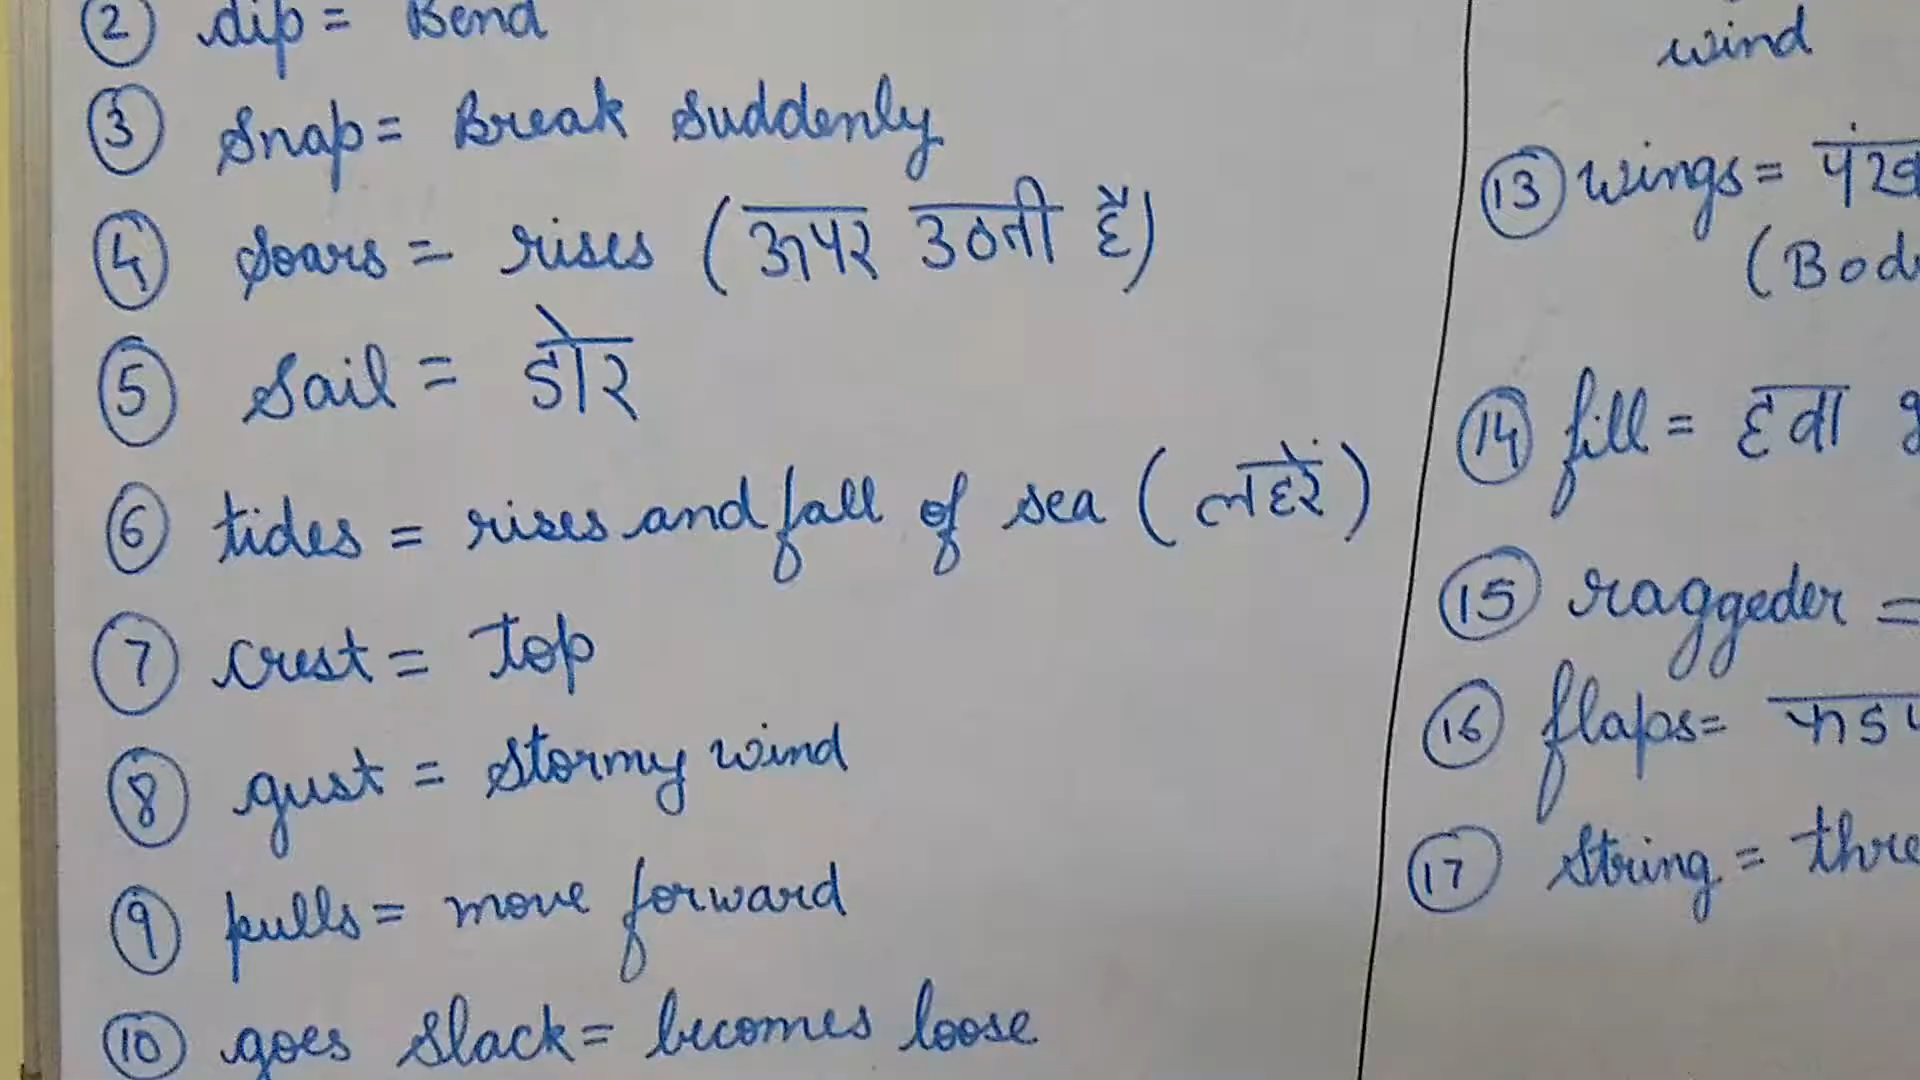 2 dip = Bend
3 Snap = Break suddenly
4 Soars = rises (ऊपर उठती है)
5 Sail = डोर
6 tides = rises and fall of sea (लहरें)
7 crest = top
8 gust = stormy wind
9 pulls = move forward
10 goes slack = becomes loose
wind
13 wings = पंख
(Bod
14 fill = हवा
15 raggeder =
16 flaps = फड
17 string = thre